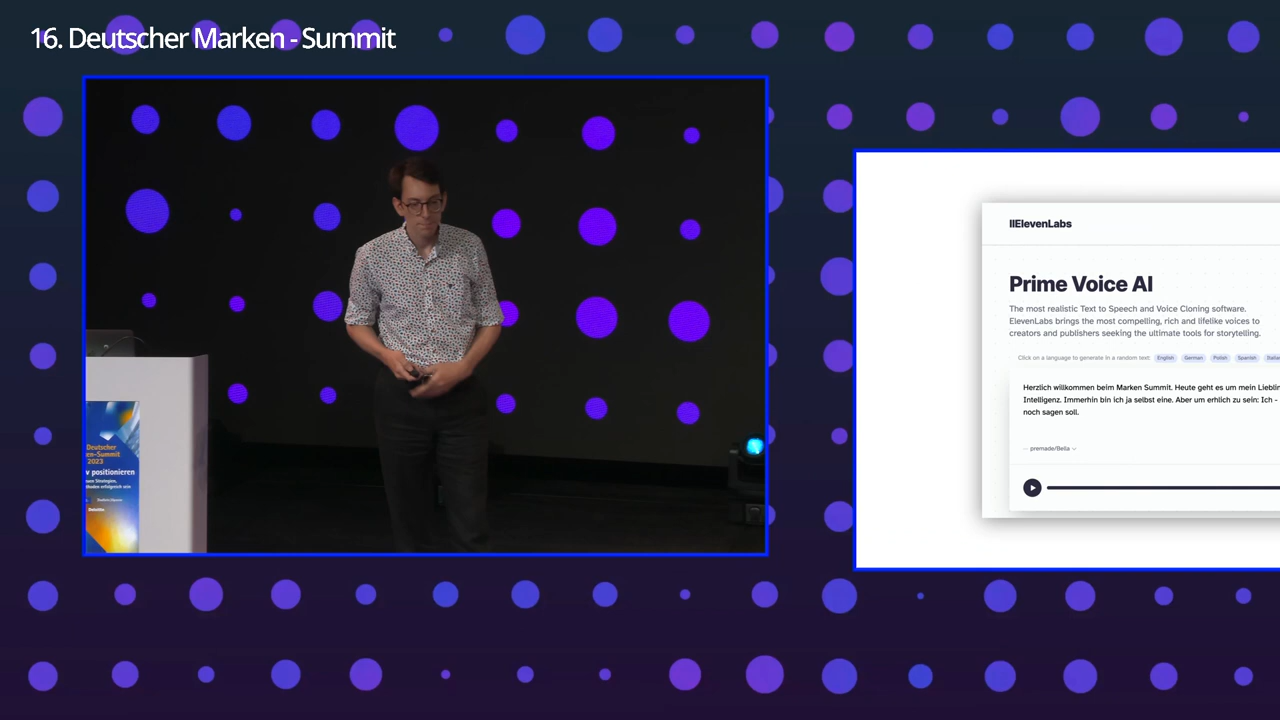 16. Deutscher Marken - Summit
IIElevenLabs
Prime Voice AI
The most realistic Text to Speech and Voice Cloning software.
ElevenLabs brings the most compelling, rich and lifelike voices to
creators and publishers seeking the ultimate tools for storytelling.
Click on a language to generate in a random text English German Polish Spanish
Herzlich willkommen beim Marken Summit. Heute geht es um mein
Intelligenz. Immerhin bin ich ja selbst eine. Aber um erhlich zu sein: Ich -
noch sagen soll.
premade/Bella
Deutscher
en-Summit
2023
v positionieren
Deloitte.